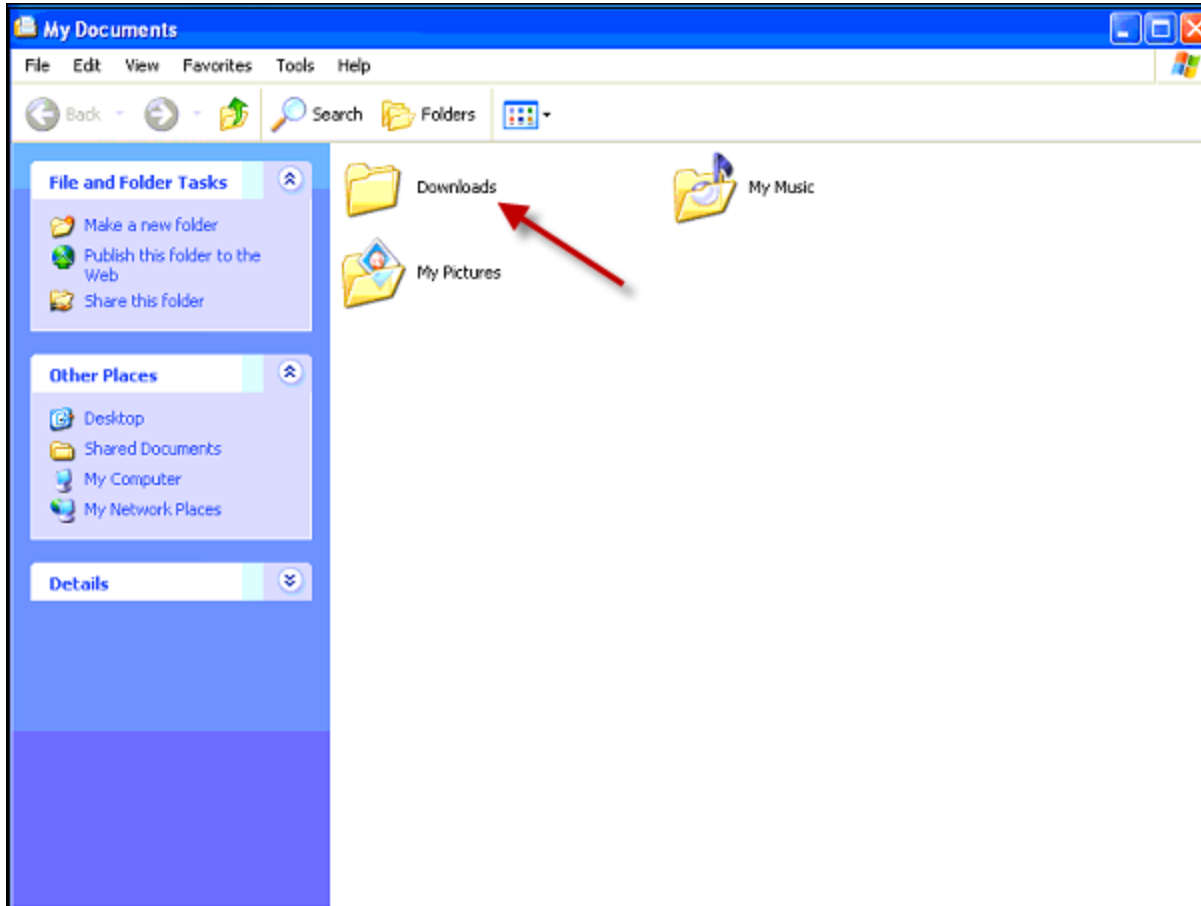 My Documents
File Edit View Favorites Tools Help
Back Search Folders
File and Folder Tasks
Make a new folder
Publish this folder to the
Web
Share this folder
Other Places
Desktop
Shared Documents
My Computer
My Network Places
Details
Downloads
My Music
My Pictures